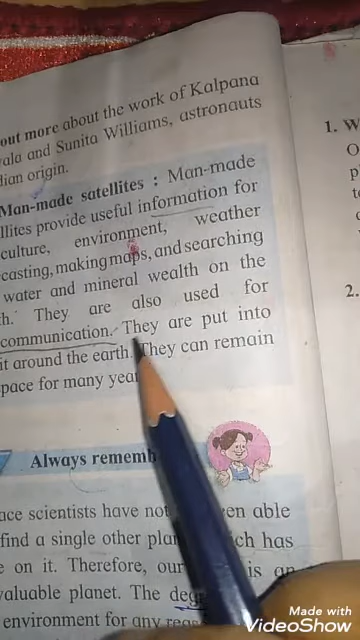 out more about the work of Kalpana
wla and Sunita Williams, astronauts
dian origin.
Man-made satellites : Man-made
llites provide useful information for
culture, environment, weather
casting, making maps, and searching
water and mineral wealth on the
th. They are also used for
communication. They are put into
it around the earth. They can remain
pace for many year
Always rememb
ace scientists have not en able
find a single other plan ich has
e on it. Therefore, our is an
valuable planet. The deg
environment for any reas
1. W
O
p
t
2.
Made with
VideoShow